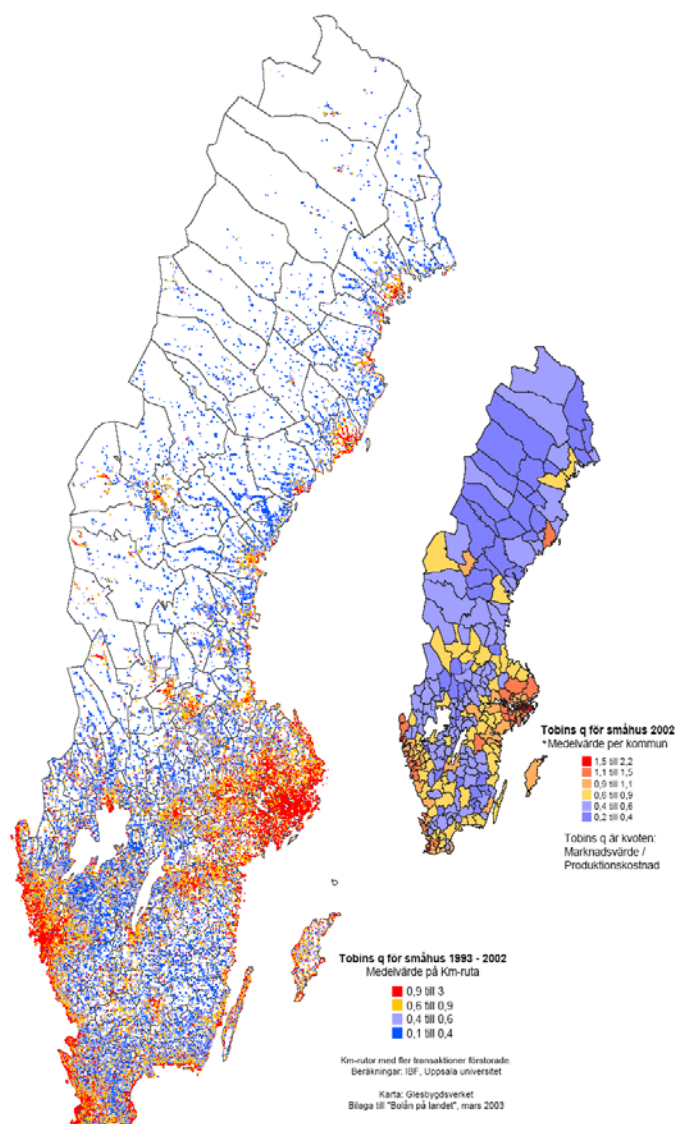 Tobins q för småhus 2002
*Medelvärde per kommun
1,5 till 2,2
1,1 till 1,5
0,9 till 1,1
0,6 till 0,9
0,4 till 0,6
0,2 till 0,4
Tobins q är kvoten:
Marknadsvärde /
Produktionskostnad
Tobins q för småhus 1993 - 2002
Medelvärde på Km-ruta
0,9 till 3
0,6 till 0,9
0,4 till 0,6
0,1 till 0,4
Km-rutor med fler transaktioner förstorade.
Beräkningar: IBF, Uppsala universitet
Karta: Glesbygdsverket
Bilaga till "Bolån på landet", mars 2003